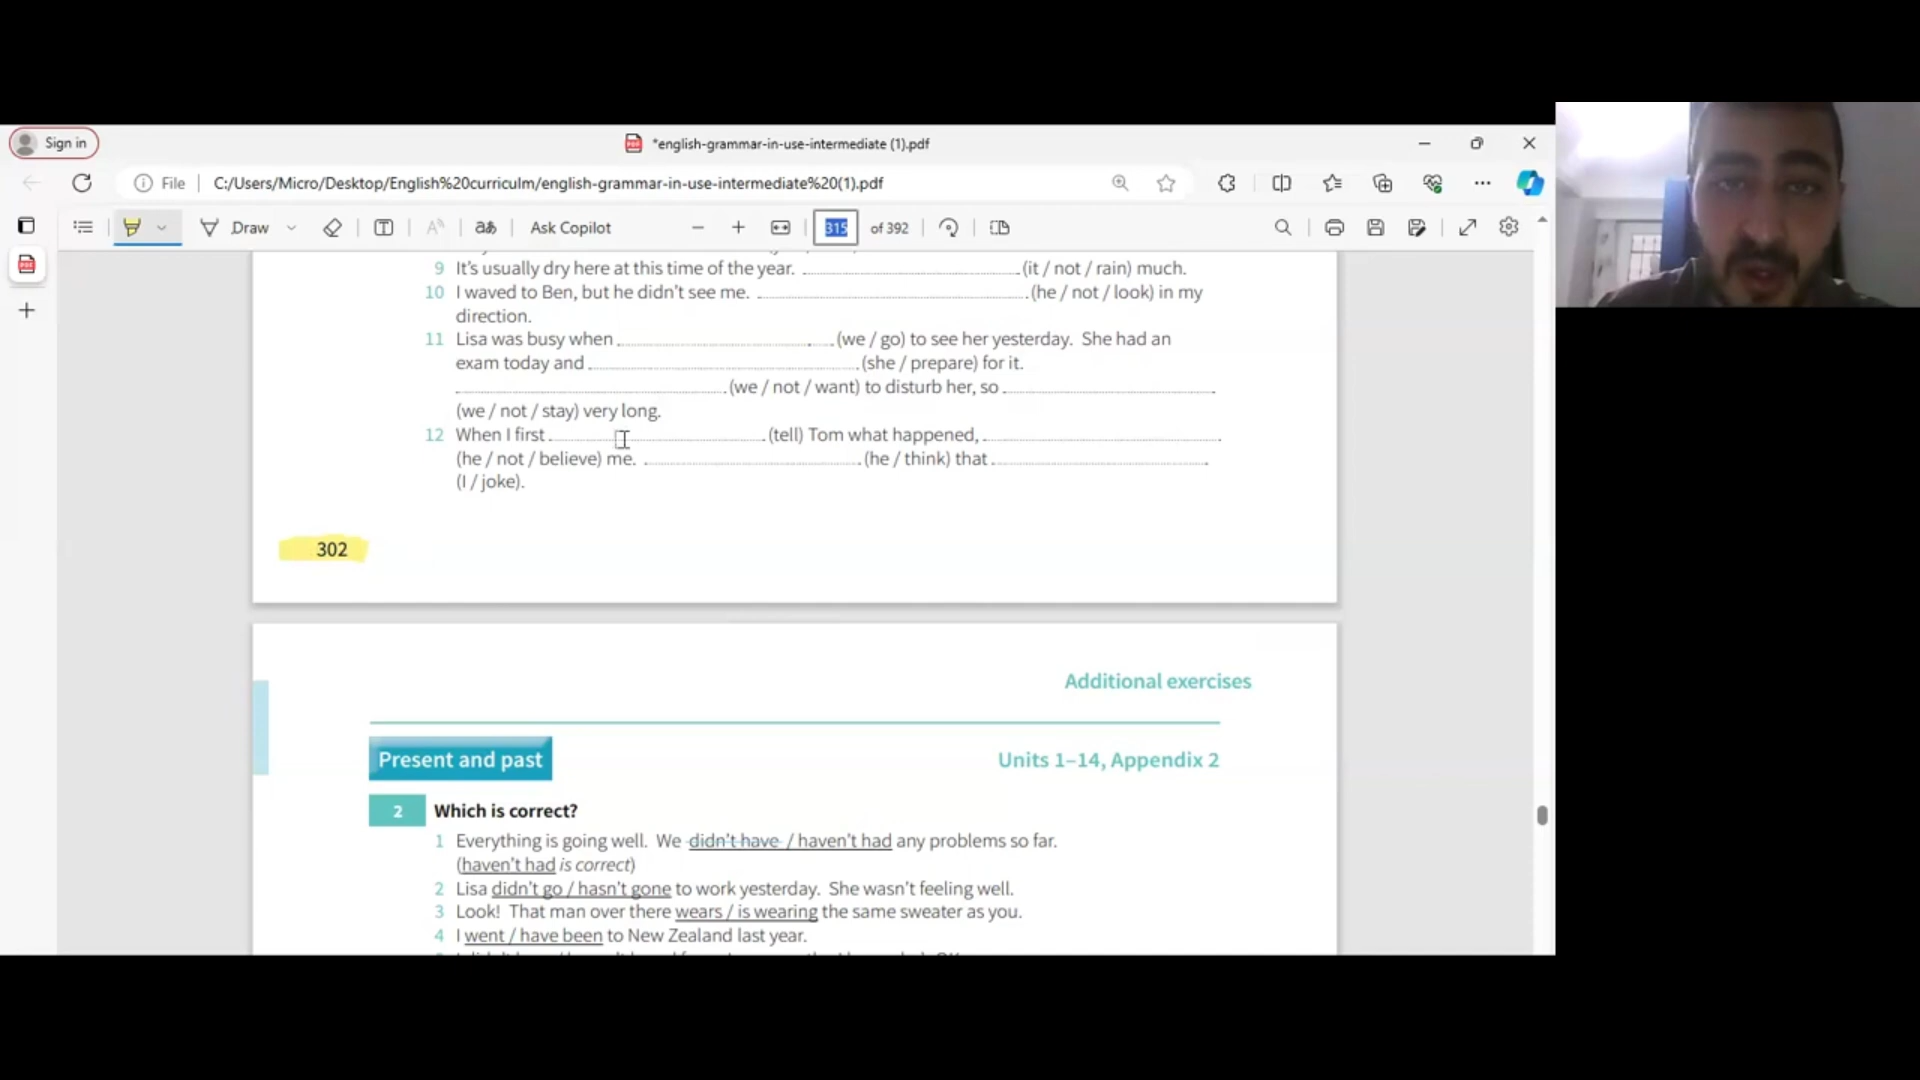 Sign in
*english-grammar-in-use-intermediate (1).pdf
File | C:/Users/Micro/Desktop/English%20curriculm/english-grammar-in-use-intermediate%20(1).pdf
Draw
aあ
Ask Copilot
315 of 392
9 It's usually dry here at this time of the year. (it / not / rain) much.
10 I waved to Ben, but he didn't see me. (he / not / look) in my
direction.
11 Lisa was busy when (we / go) to see her yesterday. She had an
exam today and (she / prepare) for it.
(we / not / want) to disturb her, so
(we / not / stay) very long.
12 When I first (tell) Tom what happened,
(he / not / believe) me. (he / think) that
(I / joke).
302
Additional exercises
Present and past
Units 1–14, Appendix 2
2 Which is correct?
1 Everything is going well. We didn't have / haven't had any problems so far.
(haven't had is correct)
2 Lisa didn't go / hasn't gone to work yesterday. She wasn't feeling well.
3 Look! That man over there wears / is wearing the same sweater as you.
4 I went / have been to New Zealand last year.